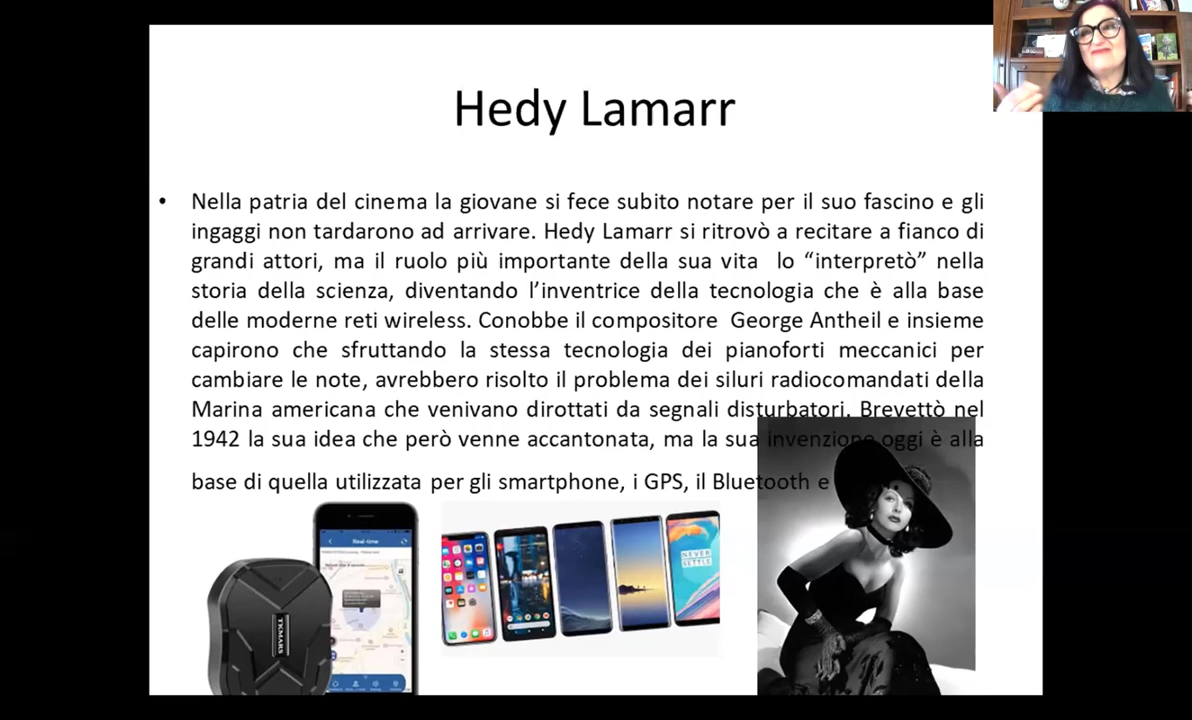 Hedy Lamarr
• Nella patria del cinema la giovane si fece subito notare per il suo fascino e gli
ingaggi non tardarono ad arrivare. Hedy Lamarr si ritrovò a recitare a fianco di
grandi attori, ma il ruolo più importante della sua vita lo “interpretò” nella
storia della scienza, diventando l’inventrice della tecnologia che è alla base
delle moderne reti wireless. Conobbe il compositore George Antheil e insieme
capirono che sfruttando la stessa tecnologia dei pianoforti meccanici per
cambiare le note, avrebbero risolto il problema dei siluri radiocomandati della
Marina americana che venivano dirottati da segnali disturbatori. Brevettò nel
1942 la sua idea che però venne accantonata, ma la sua invenzione oggi è alla
base di quella utilizzata per gli smartphone, i GPS, il Bluetooth e
Real-time
TKMARS
NEVER
SETTLE